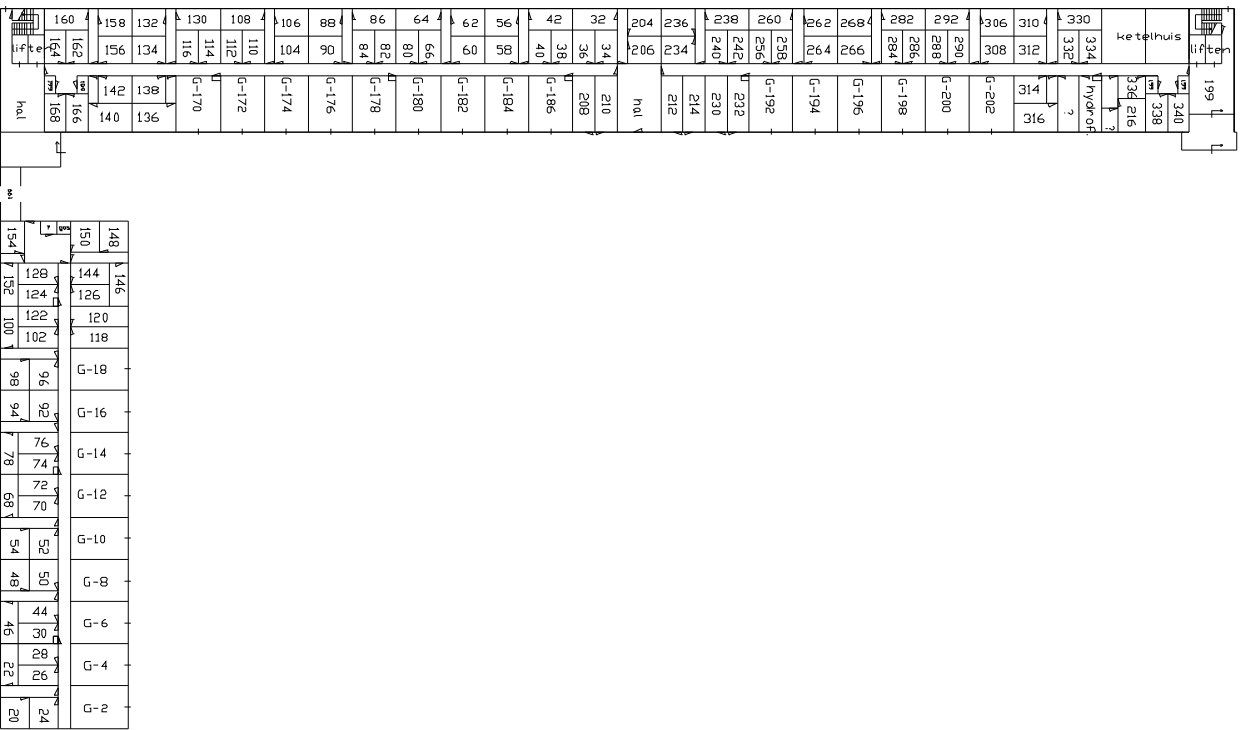 160 158 132 130 108 106 88 86 64 62 56 42 32 204 236 238 260 262 268 282 292 306 310 330 ketelhuis
liften 164 162 156 134 116 114 112 110 104 90 84 82 80 66 60 58 40 38 36 34 206 234 240 242 256 258 264 266 284 286 288 290 308 312 332 334 liften
hal 168 166 142 138 G-170 G-172 G-174 G-176 G-178 G-180 G-182 G-184 G-186 208 210 hal 212 214 230 232 G-192 G-194 G-196 G-198 G-200 G-202 314 ? hydrof. ? 336 338 340 199
140 136 316 216
154 ? gas 150 148
152 128 144 146
124 126
100 122 120
102 118
98 96 G-18
94 92 G-16
78 76 G-14
74
68 72 G-12
70
54 52 G-10
48 50 G-8
46 44 G-6
30
22 28 G-4
26
20 24 G-2